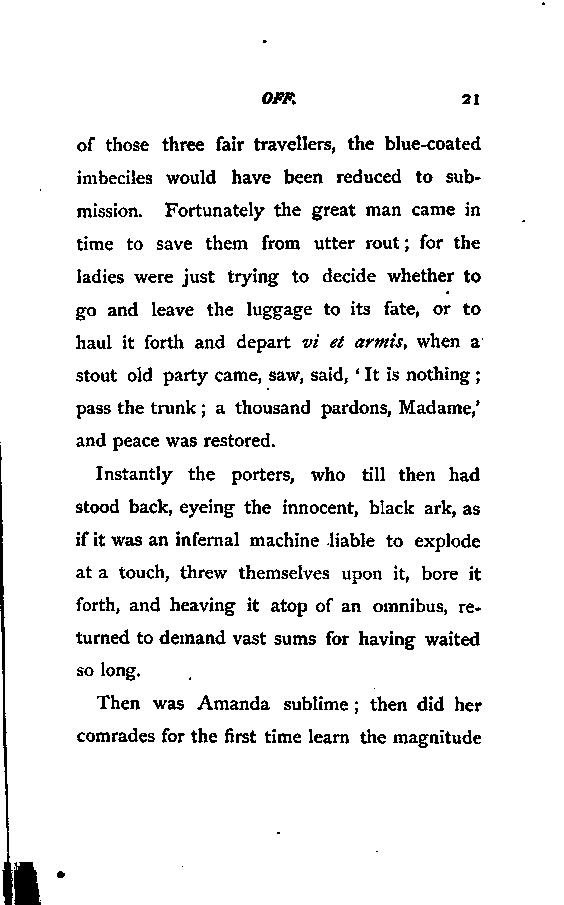 OFF. 21
of those three fair travellers, the blue-coated
imbeciles would have been reduced to sub-
mission. Fortunately the great man came in
time to save them from utter rout; for the
ladies were just trying to decide whether to
go and leave the luggage to its fate, or to
haul it forth and depart vi et armis, when a
stout old party came, saw, said, ‘It is nothing;
pass the trunk; a thousand pardons, Madame,’
and peace was restored.
Instantly the porters, who till then had
stood back, eyeing the innocent, black ark, as
if it was an infernal machine liable to explode
at a touch, threw themselves upon it, bore it
forth, and heaving it atop of an omnibus, re-
turned to demand vast sums for having waited
so long.
Then was Amanda sublime; then did her
comrades for the first time learn the magnitude